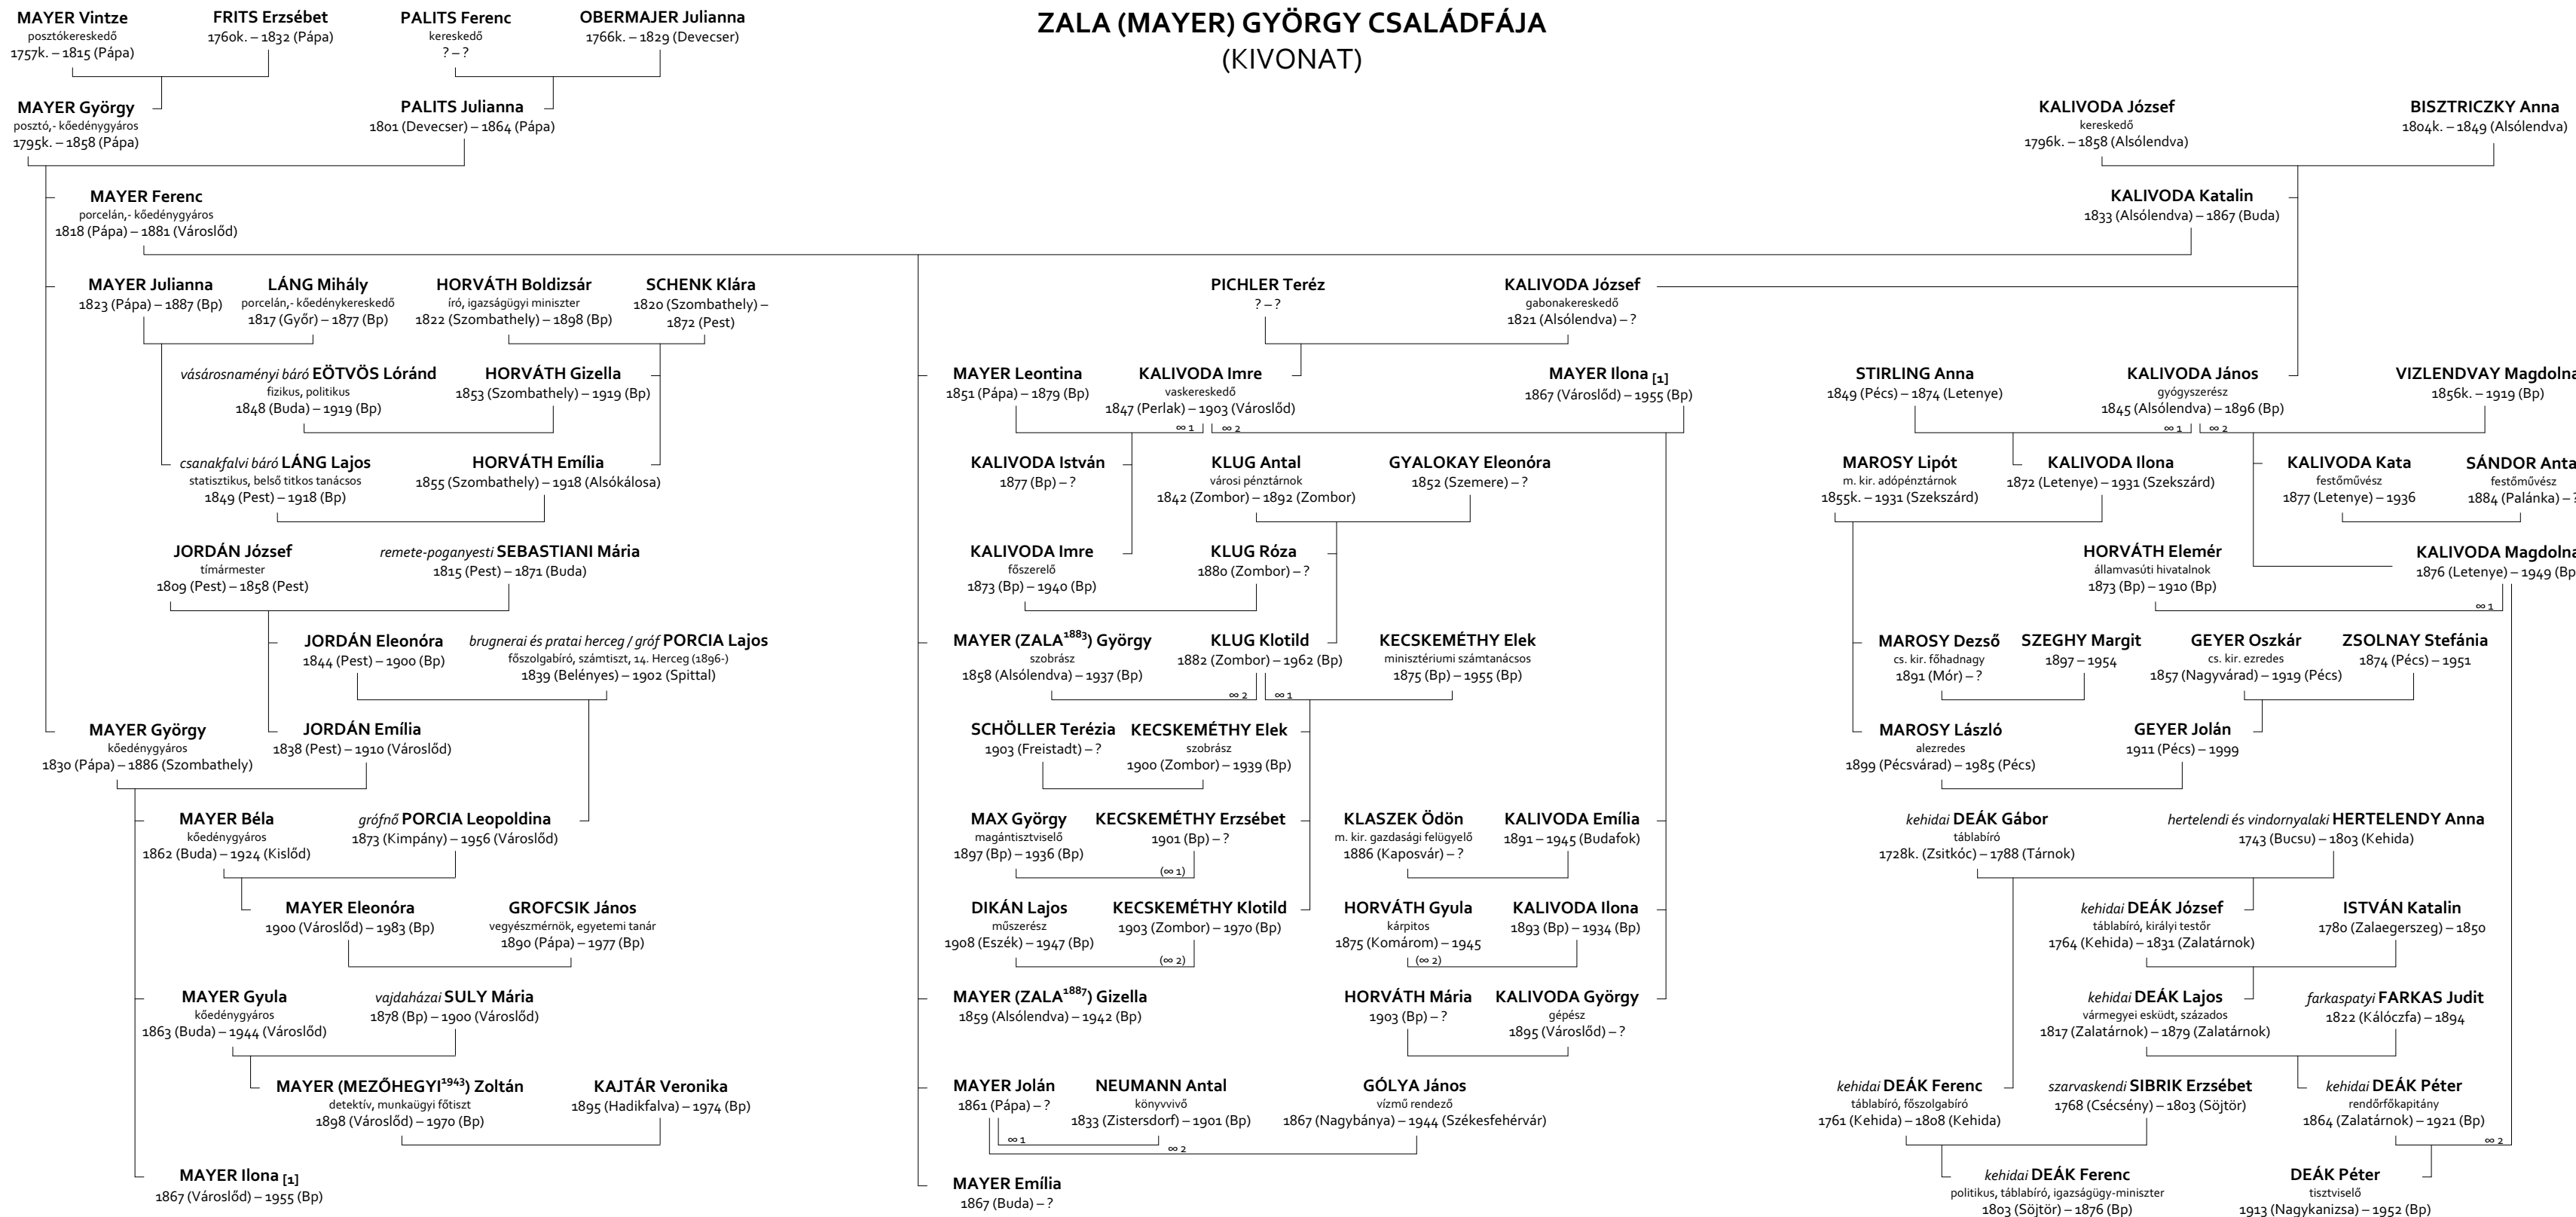 ZALA (MAYER) GYÖRGY CSALÁDFÁJA
(KIVONAT)
MAYER Vintze
posztókereskedő
1757k. – 1815 (Pápa)
FRITS Erzsébet
1760k. – 1832 (Pápa)
PALITS Ferenc
kereskedő
? – ?
OBERMAJER Julianna
1766k. – 1829 (Devecser)
MAYER György
posztó,- kőedénygyáros
1795k. – 1858 (Pápa)
PALITS Julianna
1801 (Devecser) – 1864 (Pápa)
KALIVODA József
kereskedő
1796k. – 1858 (Alsólendva)
BISZTRICZKY Anna
1804k. – 1849 (Alsólendva)
MAYER Ferenc
porcelán,- kőedénygyáros
1818 (Pápa) – 1881 (Városlőd)
KALIVODA Katalin
1833 (Alsólendva) – 1867 (Buda)
MAYER Julianna
1823 (Pápa) – 1887 (Bp)
LÁNG Mihály
porcelán,- kőedénykereskedő
1817 (Győr) – 1877 (Bp)
HORVÁTH Boldizsár
író, igazságügyi miniszter
1822 (Szombathely) – 1898 (Bp)
SCHENK Klára
1820 (Szombathely) –
1872 (Pest)
vásárosnaményi báró EÖTVÖS Lóránd
fizikus, politikus
1848 (Buda) – 1919 (Bp)
HORVÁTH Gizella
1853 (Szombathely) – 1919 (Bp)
csanakfalvi báró LÁNG Lajos
statisztikus, belső titkos tanácsos
1849 (Pest) – 1918 (Bp)
HORVÁTH Emília
1855 (Szombathely) – 1918 (Alsókálosa)
JORDÁN József
tímármester
1809 (Pest) – 1858 (Pest)
remete-poganyesti SEBASTIANI Mária
1815 (Pest) – 1871 (Buda)
JORDÁN Eleonóra
1844 (Pest) – 1900 (Bp)
brugnerai és pratai herceg / gróf PORCIA Lajos
főszolgabíró, számtiszt, 14. Herceg (1896-)
1839 (Belényes) – 1902 (Spittal)
MAYER György
kőedénygyáros
1830 (Pápa) – 1886 (Szombathely)
JORDÁN Emília
1838 (Pest) – 1910 (Városlőd)
MAYER Béla
kőedénygyáros
1862 (Buda) – 1924 (Kislőd)
grófnő PORCIA Leopoldina
1873 (Kimpány) – 1956 (Városlőd)
MAYER Eleonóra
1900 (Városlőd) – 1983 (Bp)
GROFCSIK János
vegyészmérnök, egyetemi tanár
1890 (Pápa) – 1977 (Bp)
MAYER Gyula
kőedénygyáros
1863 (Buda) – 1944 (Városlőd)
vajdaházai SULY Mária
1878 (Bp) – 1900 (Városlőd)
MAYER (MEZŐHEGYI1943) Zoltán
detektív, munkaügyi főtiszt
1898 (Városlőd) – 1970 (Bp)
KAJTÁR Veronika
1895 (Hadikfalva) – 1974 (Bp)
MAYER Ilona [1]
1867 (Városlőd) – 1955 (Bp)
PICHLER Teréz
? – ?
KALIVODA József
gabonakereskedő
1821 (Alsólendva) – ?
MAYER Leontina
1851 (Pápa) – 1879 (Bp)
KALIVODA Imre
vaskereskedő
1847 (Perlak) – 1903 (Városlőd)
∞ 1 ∞ 2
MAYER Ilona [1]
1867 (Városlőd) – 1955 (Bp)
KALIVODA István
1877 (Bp) – ?
KLUG Antal
városi pénztárnok
1842 (Zombor) – 1892 (Zombor)
GYALOKAY Eleonóra
1852 (Szemere) – ?
KALIVODA Imre
főszerelő
1873 (Bp) – 1940 (Bp)
KLUG Róza
1880 (Zombor) – ?
MAYER (ZALA1883) György
szobrász
1858 (Alsólendva) – 1937 (Bp)
KLUG Klotild
1882 (Zombor) – 1962 (Bp)
∞ 2 ∞ 1
KECSKEMÉTHY Elek
minisztériumi számtanácsos
1875 (Bp) – 1955 (Bp)
SCHÖLLER Terézia
1903 (Freistadt) – ?
KECSKEMÉTHY Elek
szobrász
1900 (Zombor) – 1939 (Bp)
MAX György
magántisztviselő
1897 (Bp) – 1936 (Bp)
KECSKEMÉTHY Erzsébet
1901 (Bp) – ?
(∞ 1)
KLASZEK Ödön
m. kir. gazdasági felügyelő
1886 (Kaposvár) – ?
KALIVODA Emília
1891 – 1945 (Budafok)
DIKÁN Lajos
műszerész
1908 (Eszék) – 1947 (Bp)
KECSKEMÉTHY Klotild
1903 (Zombor) – 1970 (Bp)
(∞ 2)
HORVÁTH Gyula
kárpitos
1875 (Komárom) – 1945
(∞ 2)
KALIVODA Ilona
1893 (Bp) – 1934 (Bp)
MAYER (ZALA1887) Gizella
1859 (Alsólendva) – 1942 (Bp)
HORVÁTH Mária
1903 (Bp) – ?
KALIVODA György
gépész
1895 (Városlőd) – ?
MAYER Jolán
1861 (Pápa) – ?
NEUMANN Antal
könyvvivő
1833 (Zistersdorf) – 1901 (Bp)
GÓLYA János
vízmű rendező
1867 (Nagybánya) – 1944 (Székesfehérvár)
∞ 1
∞ 2
MAYER Emília
1867 (Buda) – ?
STIRLING Anna
1849 (Pécs) – 1874 (Letenye)
KALIVODA János
gyógyszerész
1845 (Alsólendva) – 1896 (Bp)
∞ 1 ∞ 2
VIZLENDVAY Magdolna
1856k. – 1919 (Bp)
MAROSY Lipót
m. kir. adópénztárnok
1855k. – 1931 (Szekszárd)
KALIVODA Ilona
1872 (Letenye) – 1931 (Szekszárd)
KALIVODA Kata
festőművész
1877 (Letenye) – 1936
SÁNDOR Anta
festőművész
1884 (Palánka) – ?
HORVÁTH Elemér
államvasúti hivatalnok
1873 (Bp) – 1910 (Bp)
KALIVODA Magdolna
1876 (Letenye) – 1949 (Bp
∞ 1
MAROSY Dezső
cs. kir. főhadnagy
1891 (Mór) – ?
SZEGHY Margit
1897 – 1954
GEYER Oszkár
cs. kir. ezredes
1857 (Nagyvárad) – 1919 (Pécs)
ZSOLNAY Stefánia
1874 (Pécs) – 1951
MAROSY László
alezredes
1899 (Pécsvárad) – 1985 (Pécs)
GEYER Jolán
1911 (Pécs) – 1999
kehidai DEÁK Gábor
táblabíró
1728k. (Zsitkóc) – 1788 (Tárnok)
hertelendi és vindornyalaki HERTELENDY Anna
1743 (Bucsu) – 1803 (Kehida)
kehidai DEÁK József
táblabíró, királyi testőr
1764 (Kehida) – 1831 (Zalatárnok)
ISTVÁN Katalin
1780 (Zalaegerszeg) – 1850
kehidai DEÁK Lajos
vármegyei esküdt, százados
1817 (Zalatárnok) – 1879 (Zalatárnok)
farkaspatyi FARKAS Judit
1822 (Kálóczfa) – 1894
kehidai DEÁK Ferenc
táblabíró, főszolgabíró
1761 (Kehida) – 1808 (Kehida)
szarvaskendi SIBRIK Erzsébet
1768 (Csécsény) – 1803 (Söjtör)
kehidai DEÁK Péter
rendőrfőkapitány
1864 (Zalatárnok) – 1921 (Bp)
∞ 2
kehidai DEÁK Ferenc
politikus, táblabíró, igazságügy-miniszter
1803 (Söjtör) – 1876 (Bp)
DEÁK Péter
tisztviselő
1913 (Nagykanizsa) – 1952 (Bp)